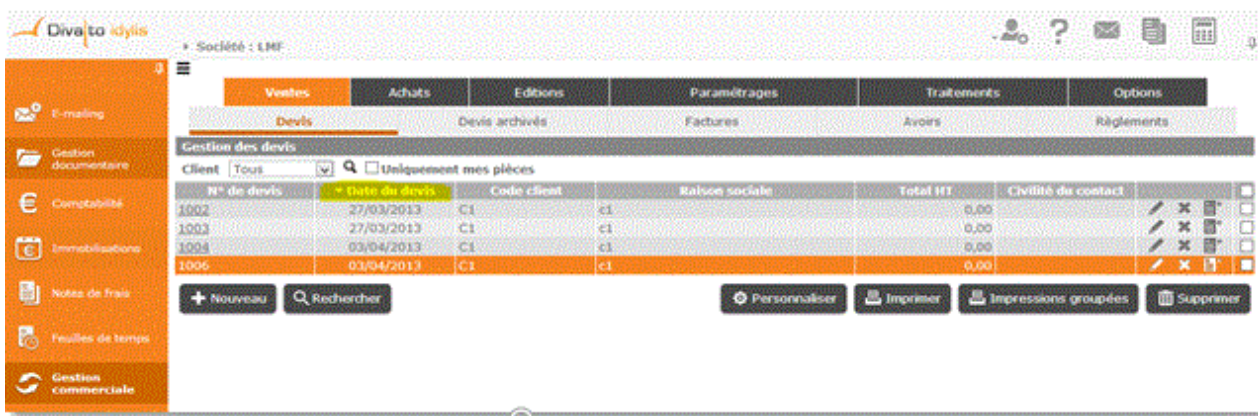 Divalto idylis
Société : LMF
Ventes Achats Editions Paramétrages Traitements Options
Devis Devis archivés Factures Avoirs Règlements
Gestion des devis
Client Tous Uniquement mes pièces
N° de devis Date du devis Code client Raison sociale Total HT Civilité du contact
1002 27/03/2013 C1 c1 0,00
1003 27/03/2013 C1 c1 0,00
1004 03/04/2013 C1 c1 0,00
1006 03/04/2013 C1 c1 0,00
Nouveau Rechercher Personnaliser Imprimer Impressions groupées Supprimer
E-mailing
Gestion
documentaire
Comptabilité
Immobilisations
Notes de frais
Feuilles de temps
Gestion
commerciale